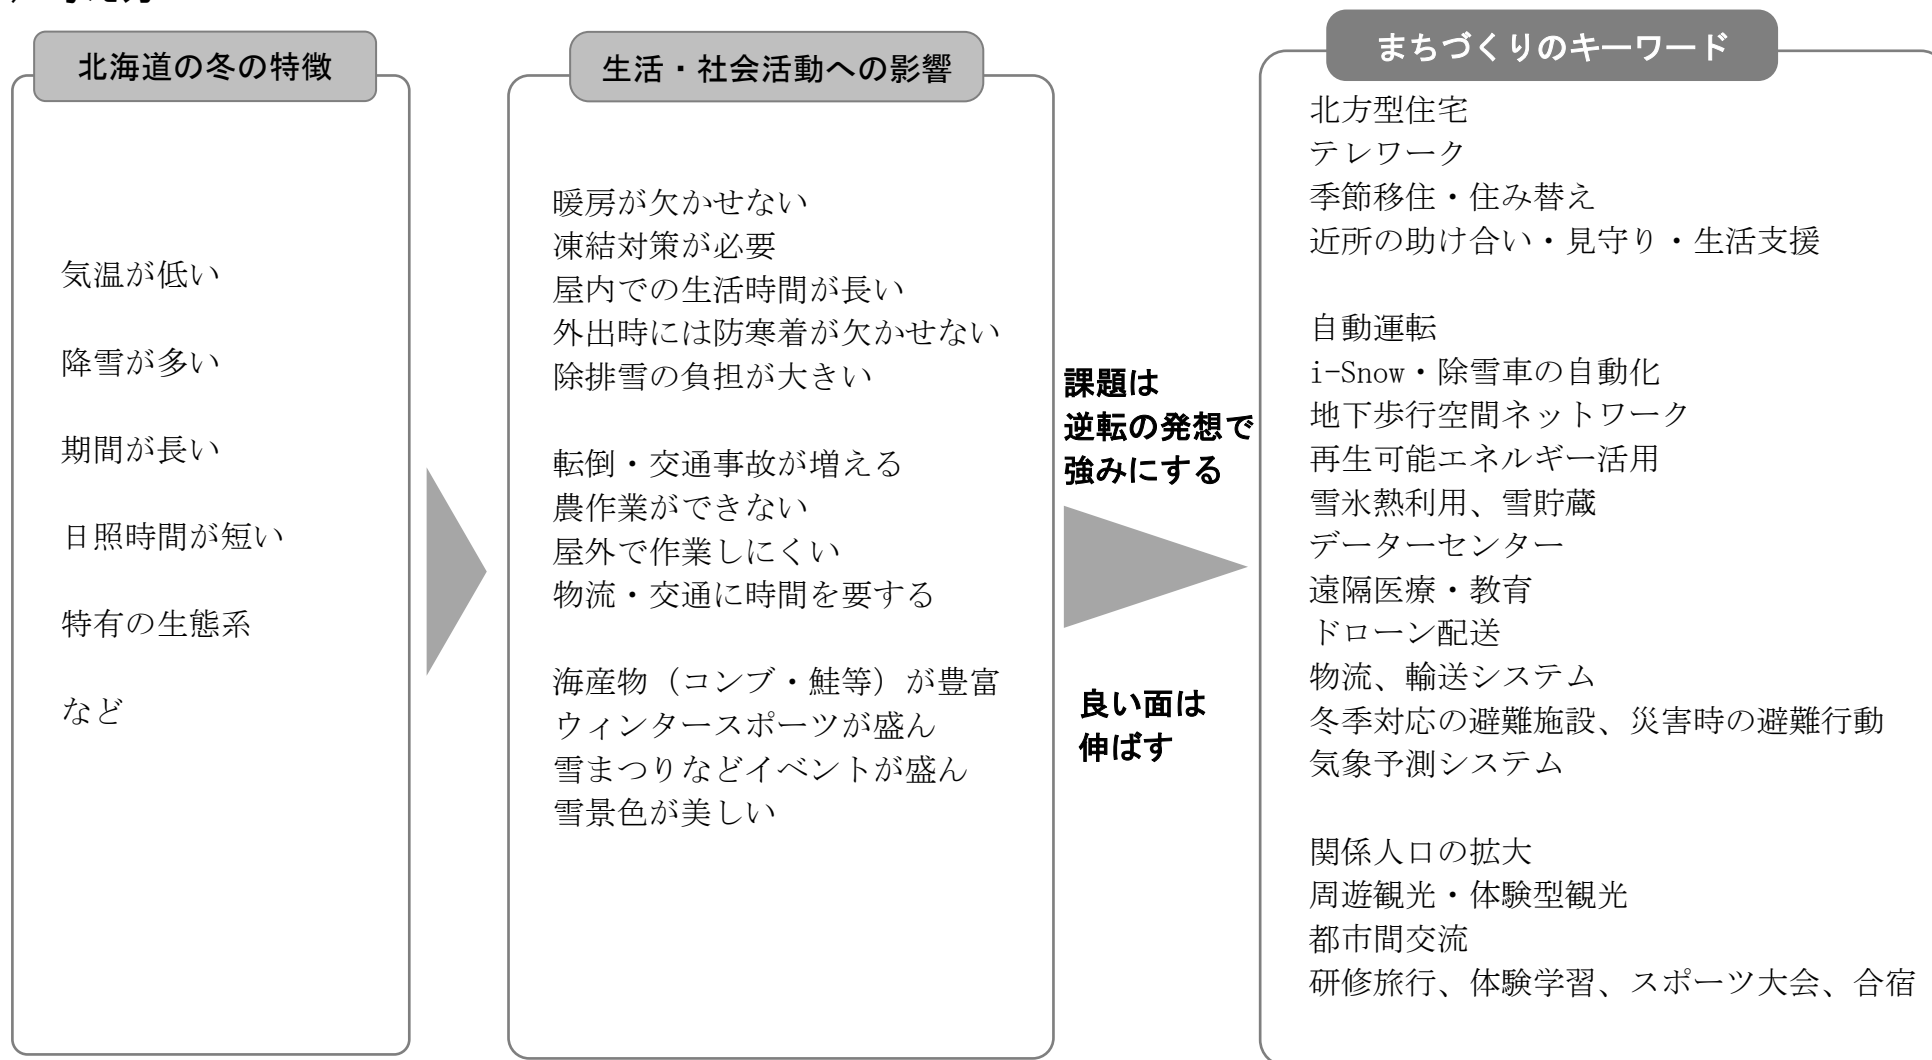 北海道の冬の特徴
気温が低い
降雪が多い
期間が長い
日照時間が短い
特有の生態系
など
生活・社会活動への影響
暖房が欠かせない
凍結対策が必要
屋内での生活時間が長い
外出時には防寒着が欠かせない
除排雪の負担が大きい
転倒・交通事故が増える
農作業ができない
屋外で作業しにくい
物流・交通に時間を要する
海産物（コンブ・鮭等）が豊富
ウィンタースポーツが盛ん
雪まつりなどイベントが盛ん
雪景色が美しい
課題は
逆転の発想で
強みにする
良い面は
伸ばす
まちづくりのキーワード
北方型住宅
テレワーク
季節移住・住み替え
近所の助け合い・見守り・生活支援
自動運転
i-Snow・除雪車の自動化
地下歩行空間ネットワーク
再生可能エネルギー活用
雪氷熱利用、雪貯蔵
データーセンター
遠隔医療・教育
ドローン配送
物流、輸送システム
冬季対応の避難施設、災害時の避難行動
気象予測システム
関係人口の拡大
周遊観光・体験型観光
都市間交流
研修旅行、体験学習、スポーツ大会、合宿